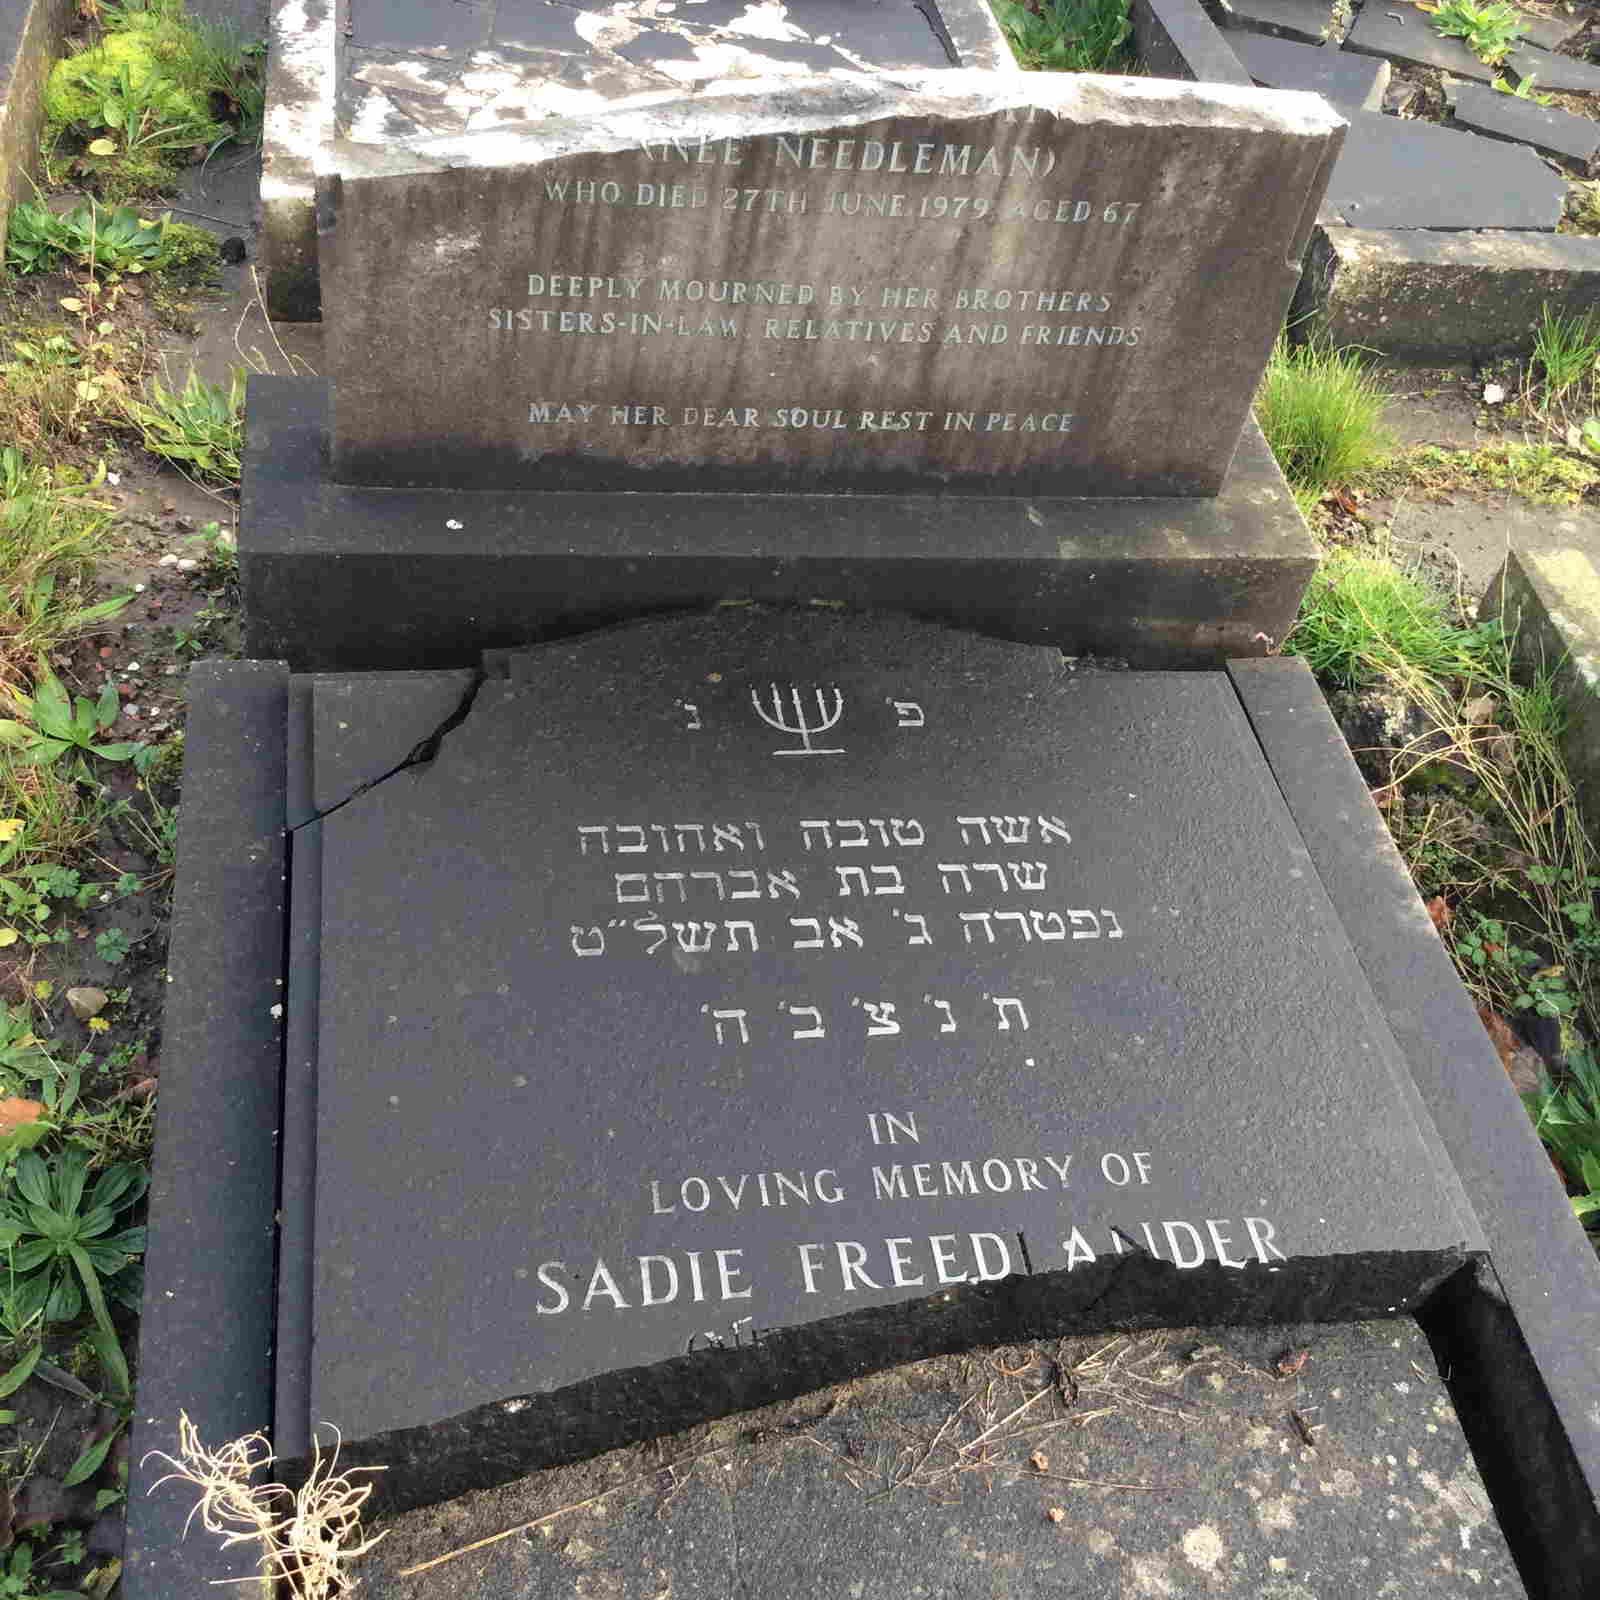 (NEE NEEDLEMAN)
WHO DIED 27TH JUNE 1979 AGED 67
DEEPLY MOURNED BY HER BROTHERS
SISTERS-IN-LAW, RELATIVES AND FRIENDS
MAY HER DEAR SOUL REST IN PEACE
פ' נ'
אשה טובה ואהובה
שרה בת אברהם
נפטרה ג' אב תשל"ט
ת' נ' צ' ב' ה'
IN
LOVING MEMORY OF
SADIE FREEDLANDER